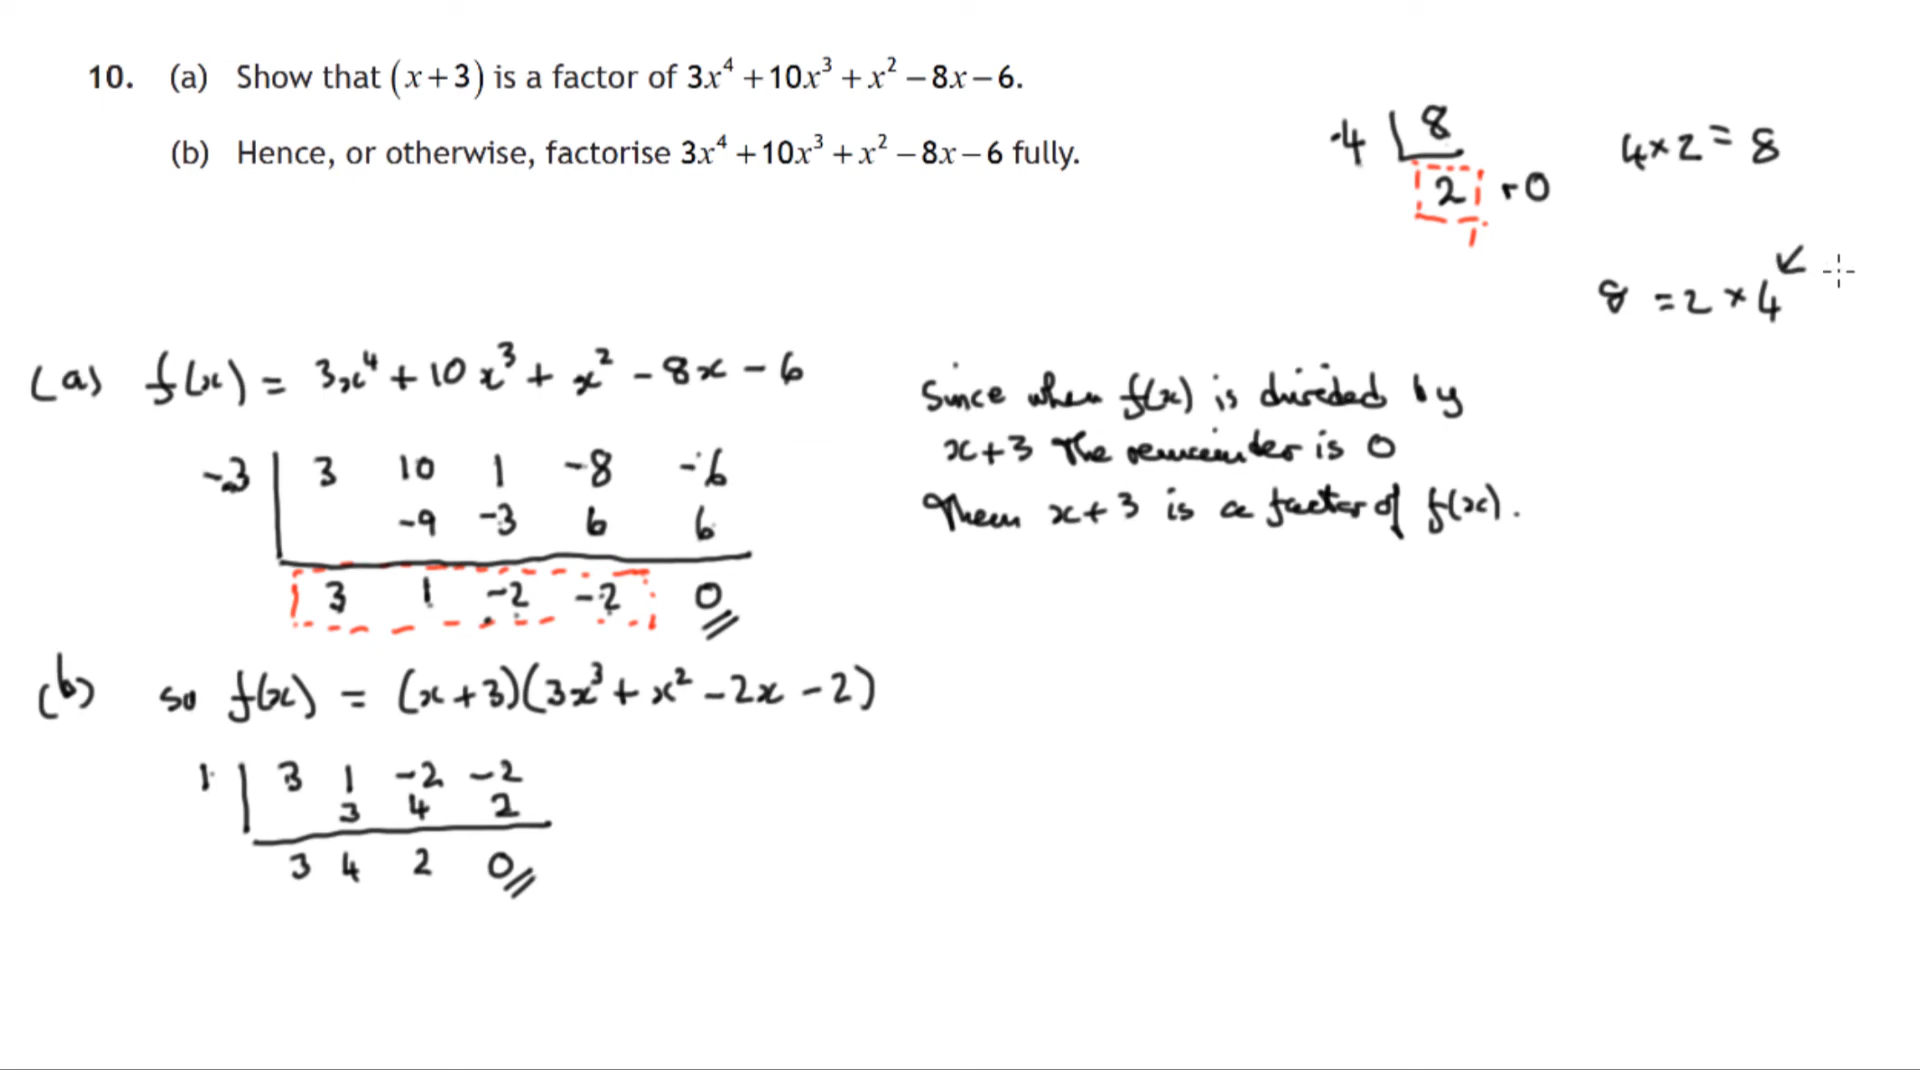 10. (a) Show that (x+3) is a factor of 3x⁴+10x³+x²−8x−6.
(b) Hence, or otherwise, factorise 3x⁴+10x³+x²−8x−6 fully.
4 | 8
2 r 0
4×2=8
8=2×4
(a) f(x) = 3x⁴+10x³+x²−8x−6
-3 | 3 10 1 -8 -6
-9 -3 6 6
3 1 -2 -2 0
Since when f(x) is divided by
x+3 the remainder is 0
Then x+3 is a factor of f(x).
(b) so f(x) = (x+3)(3x³+x²−2x−2)
1 | 3 1 -2 -2
3 4 2
3 4 2 0